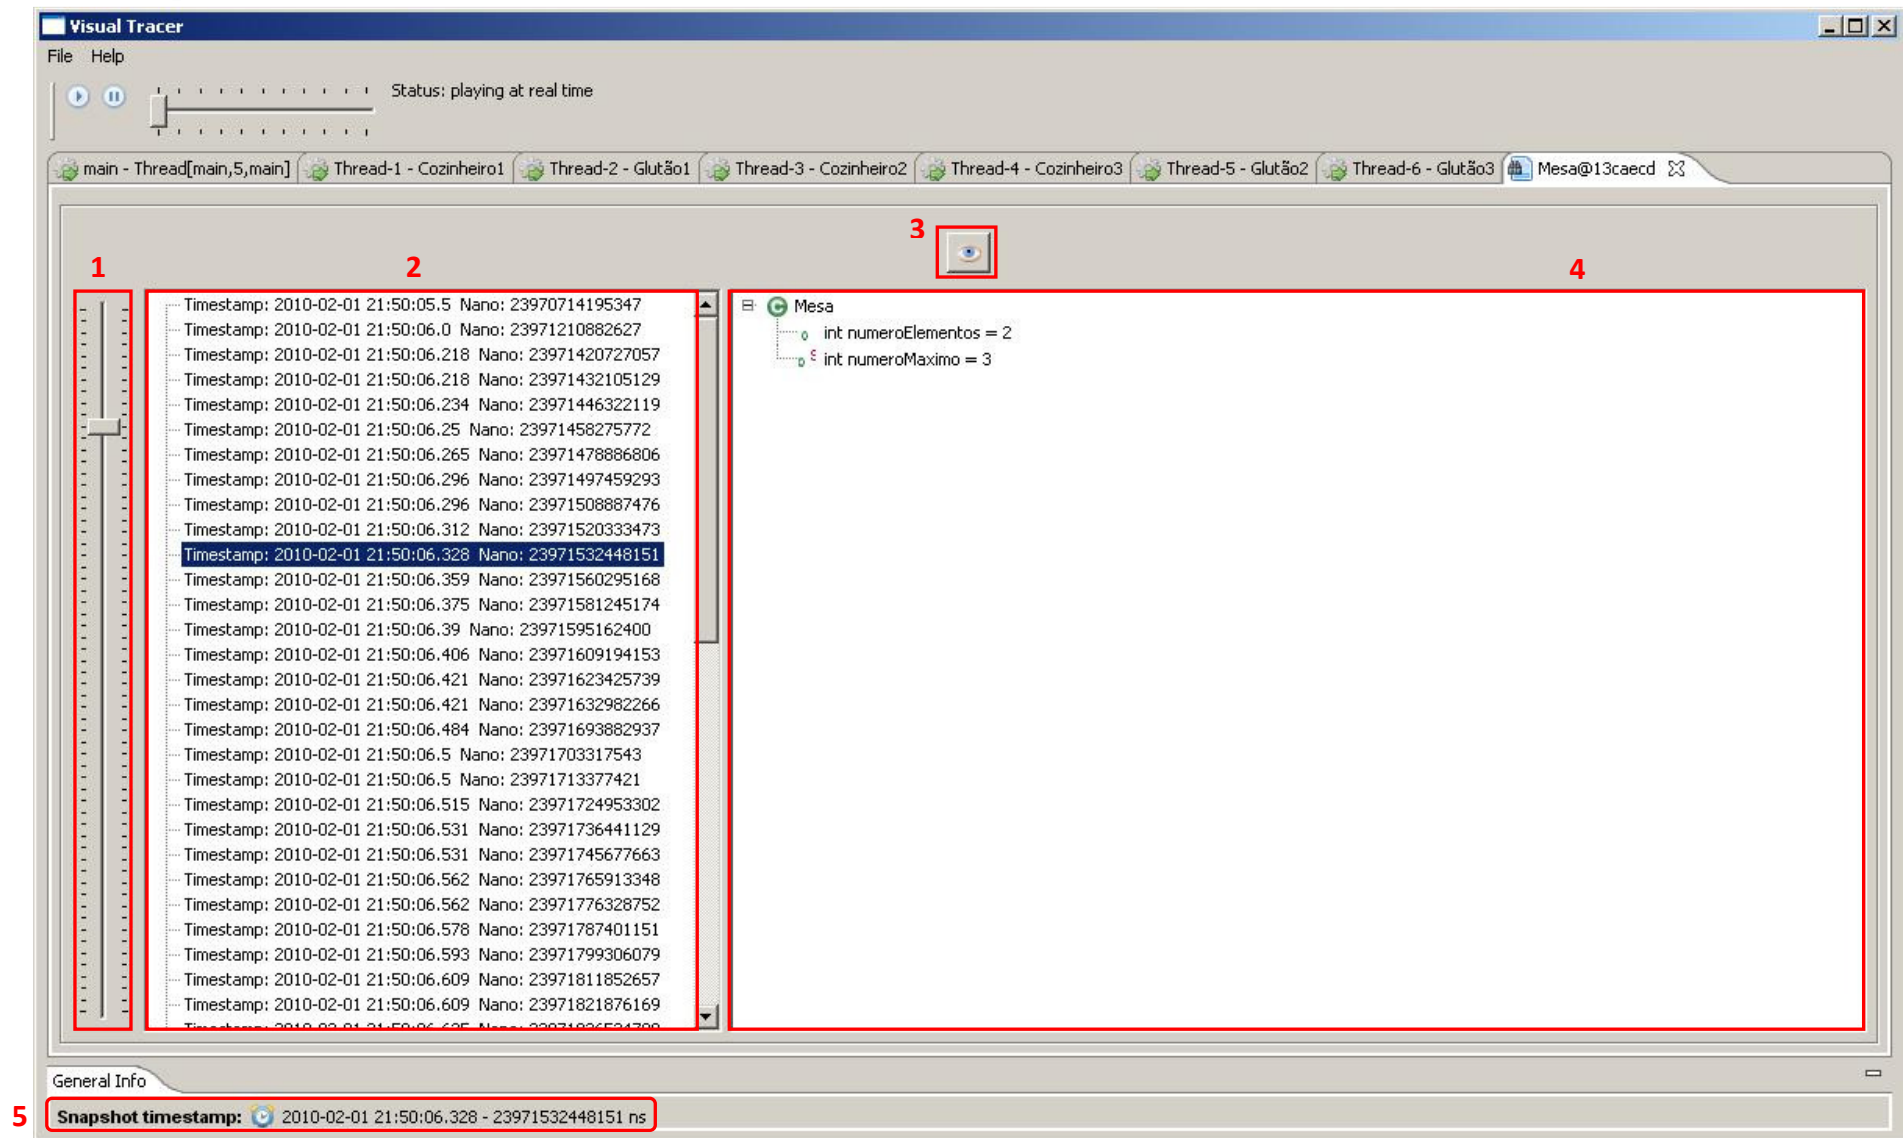 Visual Tracer
File Help
Status: playing at real time
main - Thread[main,5,main] Thread-1 - Cozinheiro1 Thread-2 - Glutão1 Thread-3 - Cozinheiro2 Thread-4 - Cozinheiro3 Thread-5 - Glutão2 Thread-6 - Glutão3 Mesa@13caecd
3
1 2 4
Timestamp: 2010-02-01 21:50:05.5 Nano: 23970714195347
Timestamp: 2010-02-01 21:50:06.0 Nano: 23971210882627
Timestamp: 2010-02-01 21:50:06.218 Nano: 23971420727057
Timestamp: 2010-02-01 21:50:06.218 Nano: 23971432105129
Timestamp: 2010-02-01 21:50:06.234 Nano: 23971446322119
Timestamp: 2010-02-01 21:50:06.25 Nano: 23971458275772
Timestamp: 2010-02-01 21:50:06.265 Nano: 23971478886806
Timestamp: 2010-02-01 21:50:06.296 Nano: 23971497459293
Timestamp: 2010-02-01 21:50:06.296 Nano: 23971508887476
Timestamp: 2010-02-01 21:50:06.312 Nano: 23971520333473
Timestamp: 2010-02-01 21:50:06.328 Nano: 23971532448151
Timestamp: 2010-02-01 21:50:06.359 Nano: 23971560295168
Timestamp: 2010-02-01 21:50:06.375 Nano: 23971581245174
Timestamp: 2010-02-01 21:50:06.39 Nano: 23971595162400
Timestamp: 2010-02-01 21:50:06.406 Nano: 23971609194153
Timestamp: 2010-02-01 21:50:06.421 Nano: 23971623425739
Timestamp: 2010-02-01 21:50:06.421 Nano: 23971632982266
Timestamp: 2010-02-01 21:50:06.484 Nano: 23971693882937
Timestamp: 2010-02-01 21:50:06.5 Nano: 23971703317543
Timestamp: 2010-02-01 21:50:06.5 Nano: 23971713377421
Timestamp: 2010-02-01 21:50:06.515 Nano: 23971724953302
Timestamp: 2010-02-01 21:50:06.531 Nano: 23971736441129
Timestamp: 2010-02-01 21:50:06.531 Nano: 23971745677663
Timestamp: 2010-02-01 21:50:06.562 Nano: 23971765913348
Timestamp: 2010-02-01 21:50:06.562 Nano: 23971776328752
Timestamp: 2010-02-01 21:50:06.578 Nano: 23971787401151
Timestamp: 2010-02-01 21:50:06.593 Nano: 23971799306079
Timestamp: 2010-02-01 21:50:06.609 Nano: 23971811852657
Timestamp: 2010-02-01 21:50:06.609 Nano: 23971821876169
Mesa
int numeroElementos = 2
S int numeroMaximo = 3
General Info
5 Snapshot timestamp: 2010-02-01 21:50:06.328 - 23971532448151 ns